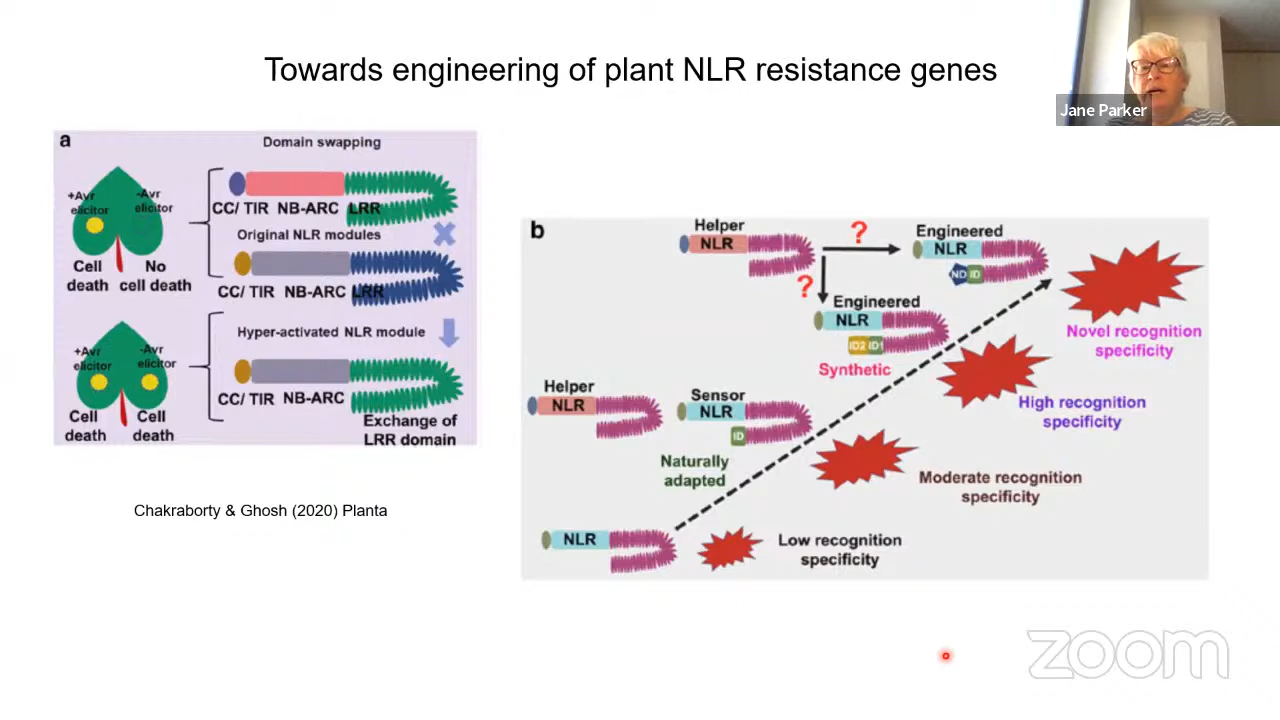 Towards engineering of plant NLR resistance genes
Jane Parker
a
Domain swapping
+Avr
elicitor
-Avr
elicitor
Cell
death
No
cell death
CC/ TIR NB-ARC LRR
Original NLR modules
CC/ TIR NB-ARC LRR
Hyper-activated NLR module
+Avr
elicitor
-Avr
elicitor
Cell
death
Cell
death
CC/ TIR NB-ARC
Exchange of
LRR domain
Chakraborty & Ghosh (2020) Planta
b
Helper
NLR
?
?
Engineered
NLR
ND ID
Engineered
NLR
ID2 ID1
Synthetic
Novel recognition
specificity
Helper
NLR
Sensor
NLR
ID
Naturally
adapted
High recognition
specificity
Moderate recognition
specificity
NLR
Low recognition
specificity
zoom